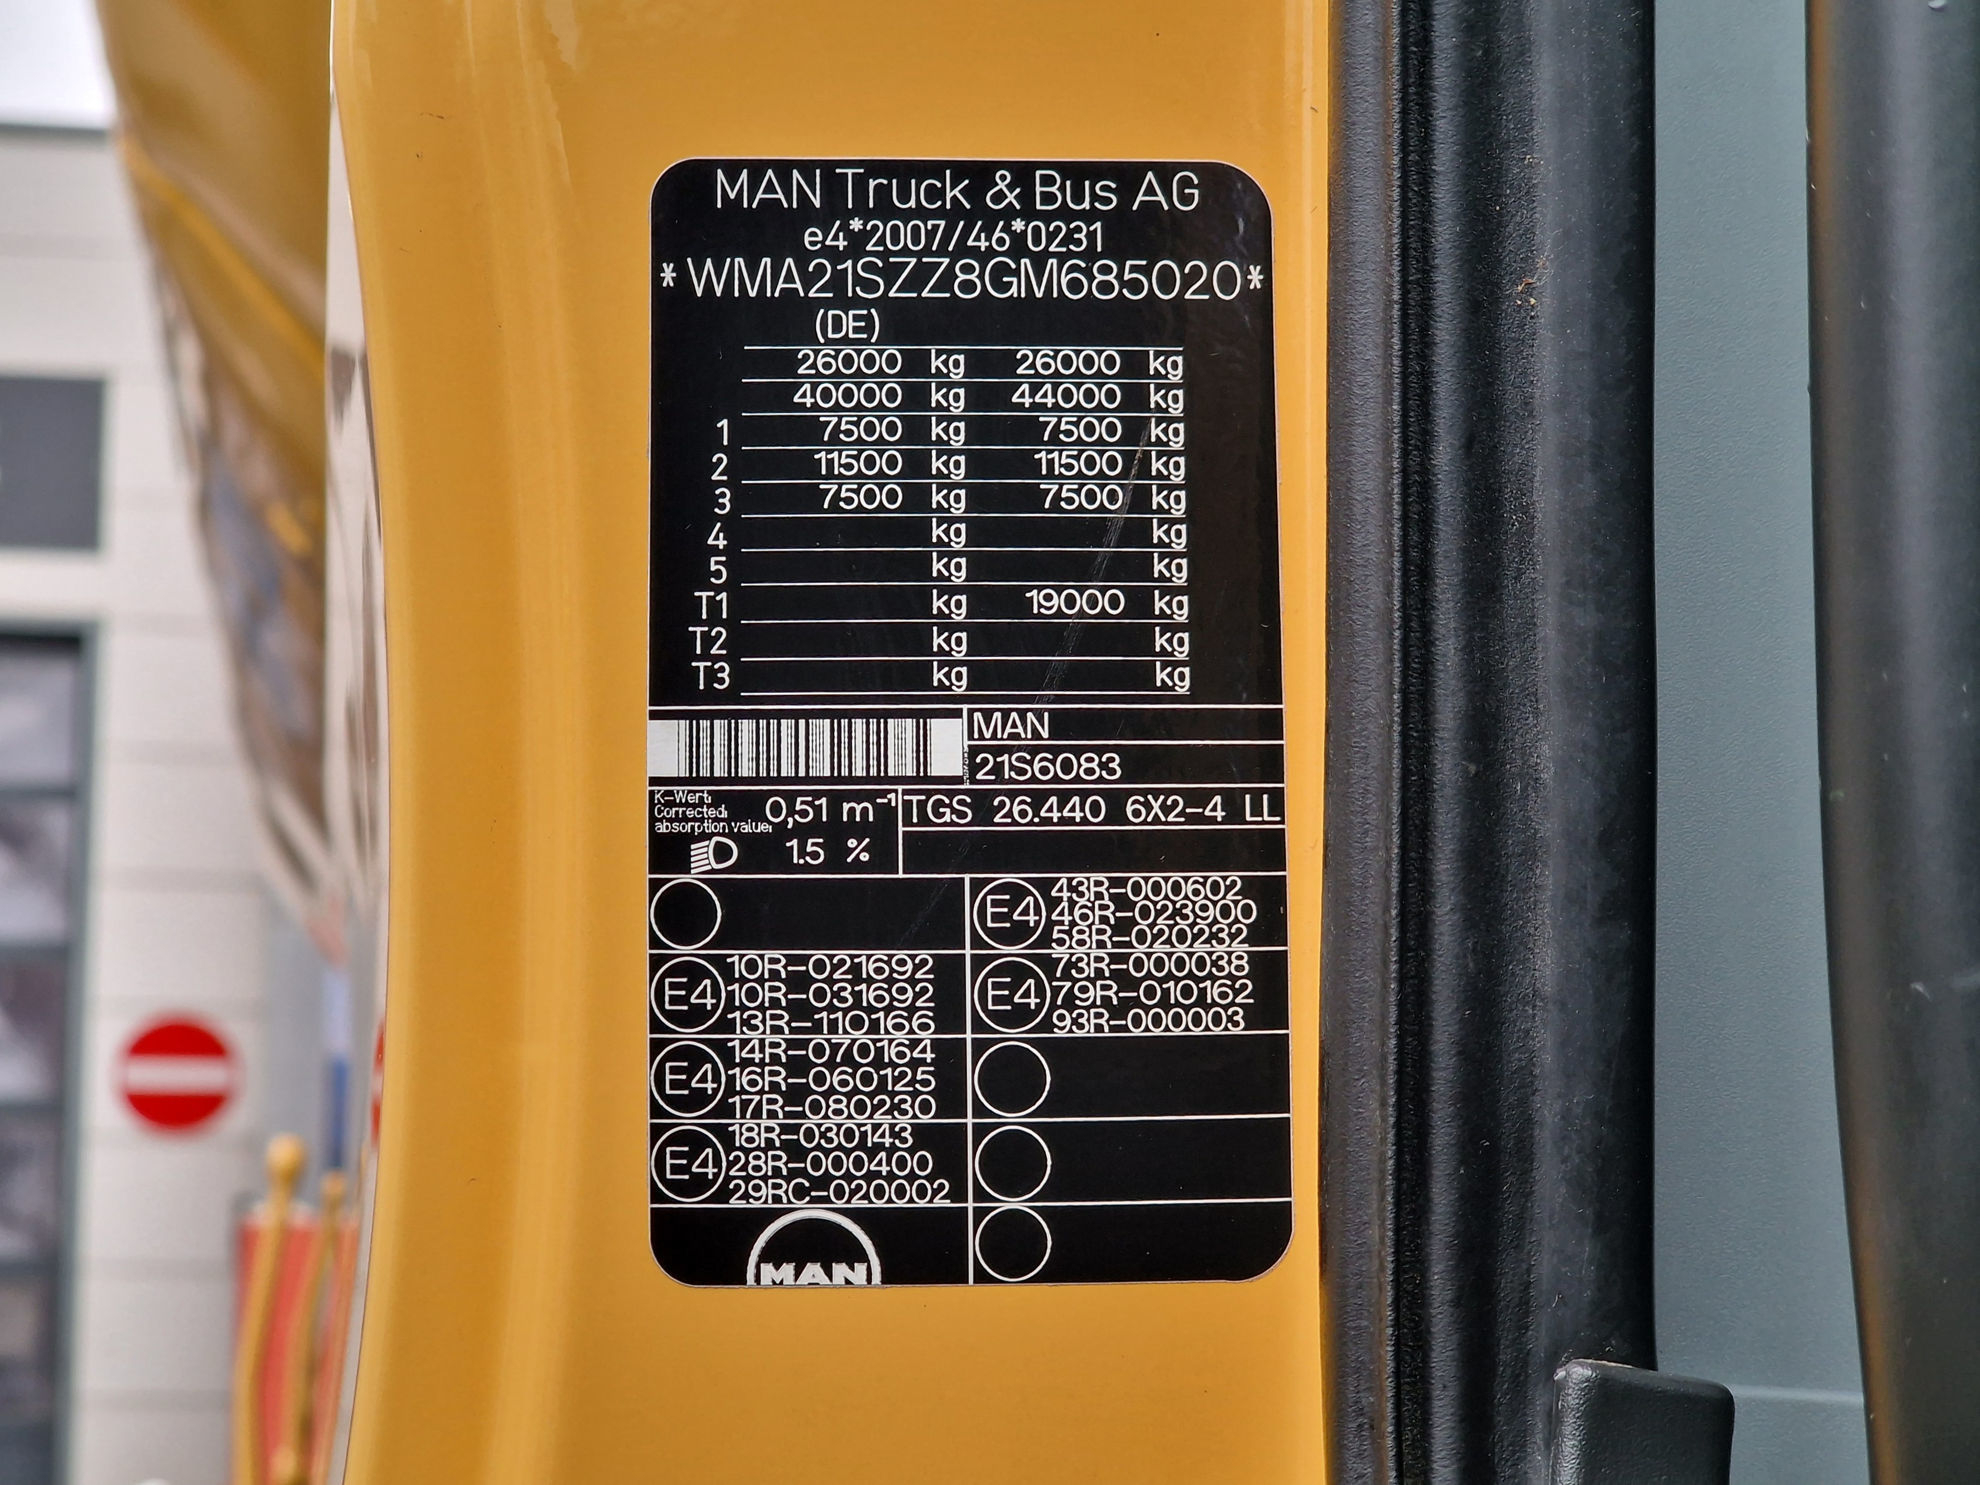 MAN Truck & Bus AG
e4*2007/46*0231
*WMA21SZZ8GM685020*
(DE)
26000 kg 26000 kg
40000 kg 44000 kg
1 7500 kg 7500 kg
2 11500 kg 11500 kg
3 7500 kg 7500 kg
4 kg kg
5 kg kg
T1 kg 19000 kg
T2 kg kg
T3 kg kg
MAN
21S6083
K-Wert:
Corrected:
absorption value:
0,51 m⁻¹
TGS 26.440 6X2-4 LL
1.5 %
E4
43R-000602
46R-023900
58R-020232
E4
10R-021692
10R-031692
13R-110166
E4
73R-000038
79R-010162
93R-000003
E4
14R-070164
16R-060125
17R-080230
E4
18R-030143
28R-000400
29RC-020002
MAN